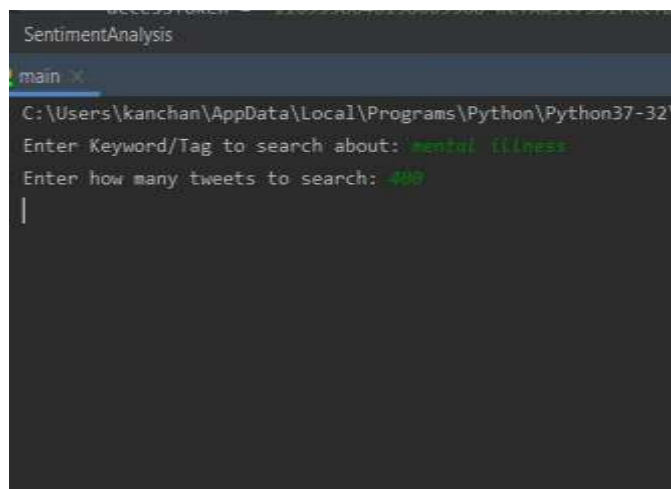 SentimentAnalysis
main
C:\Users\kanchan\AppData\Local\Programs\Python\Python37-32\
Enter Keyword/Tag to search about: mental illness
Enter how many tweets to search: 400